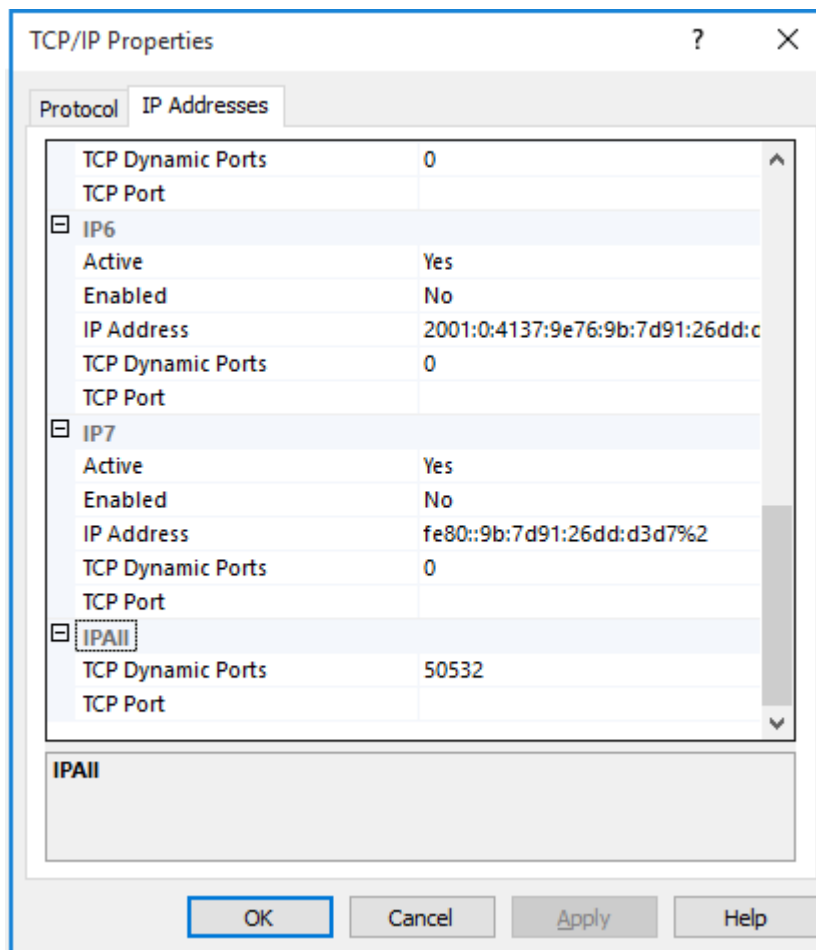 TCP/IP Properties ?
Protocol IP Addresses
TCP Dynamic Ports 0
TCP Port
IP6
Active Yes
Enabled No
IP Address 2001:0:4137:9e76:9b:7d91:26dd:d
TCP Dynamic Ports 0
TCP Port
IP7
Active Yes
Enabled No
IP Address fe80::9b:7d91:26dd:d3d7%2
TCP Dynamic Ports 0
TCP Port
IPAll
TCP Dynamic Ports 50532
TCP Port
IPAll
OK Cancel Apply Help